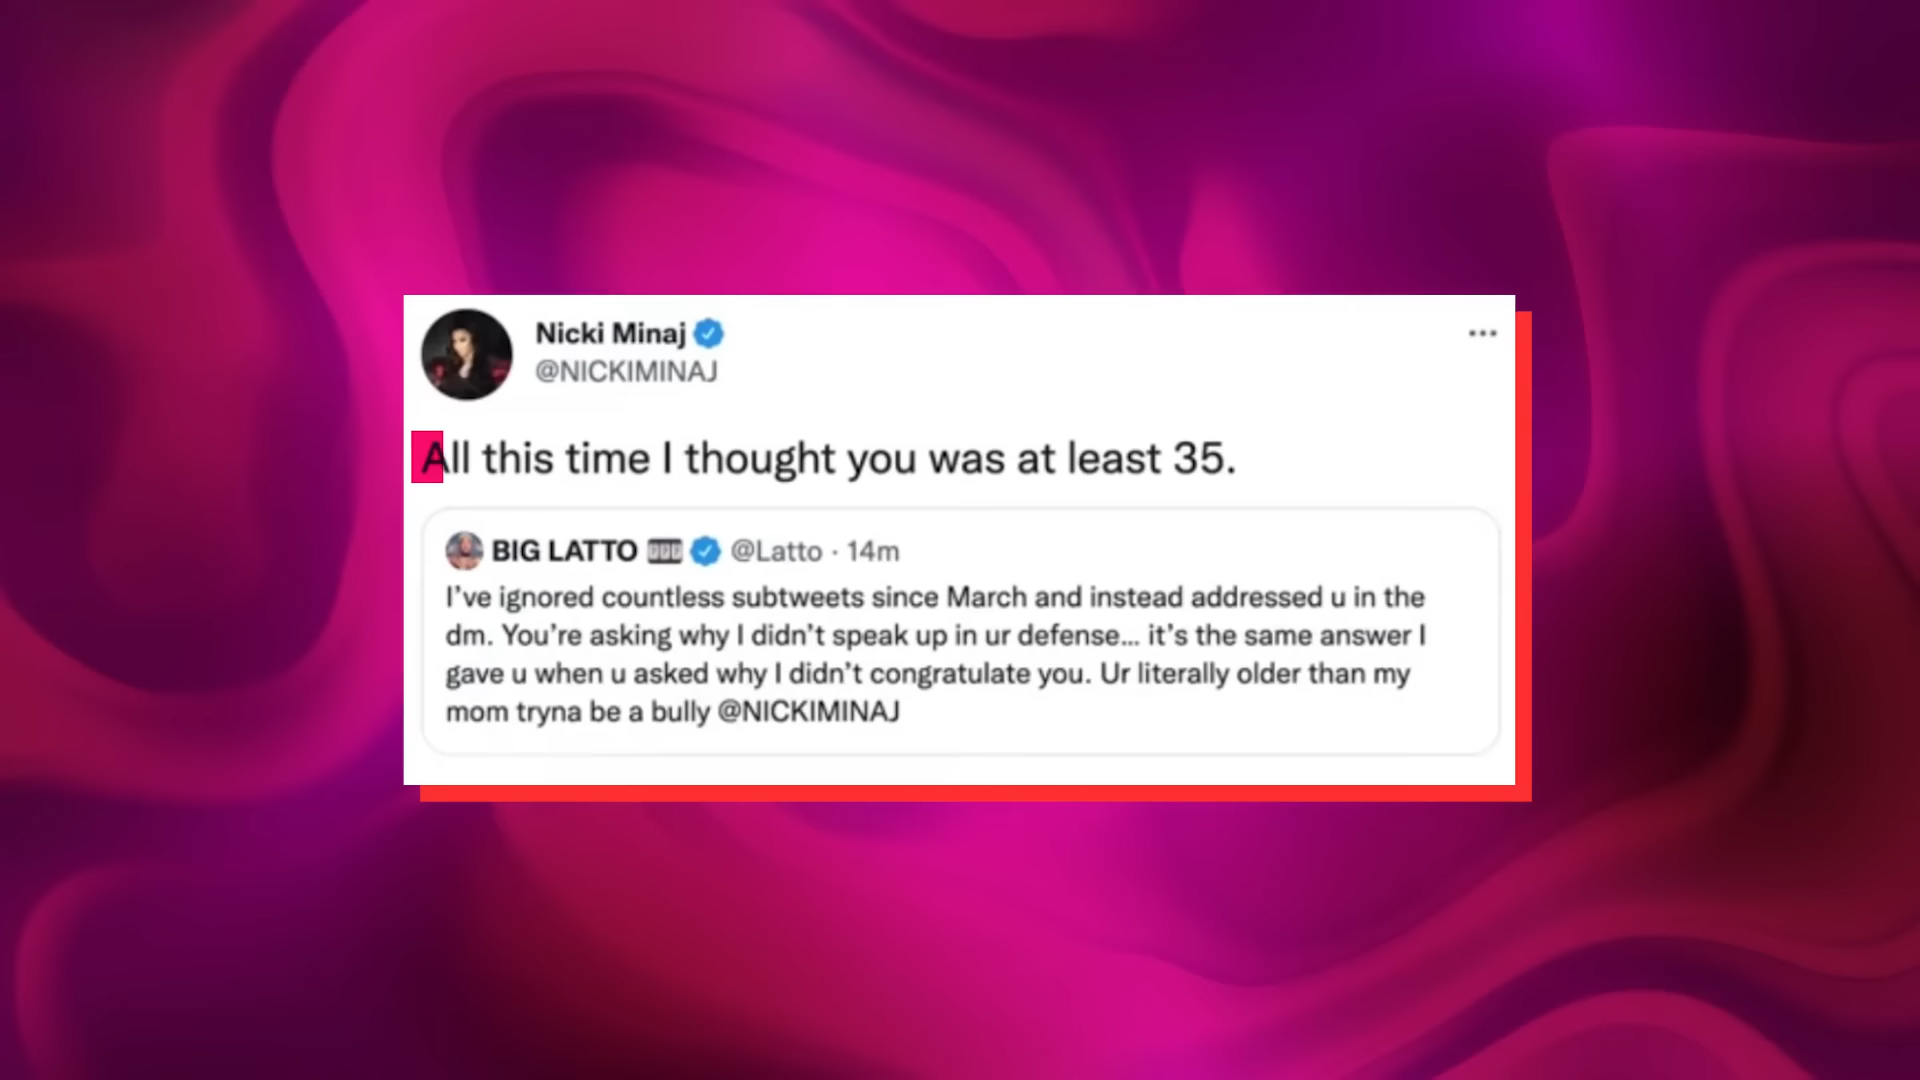 Nicki Minaj
@NICKIMINAJ
All this time I thought you was at least 35.
BIG LATTO @Latto · 14m
I've ignored countless subtweets since March and instead addressed u in the
dm. You're asking why I didn't speak up in ur defense... it's the same answer I
gave u when u asked why I didn't congratulate you. Ur literally older than my
mom tryna be a bully @NICKIMINAJ